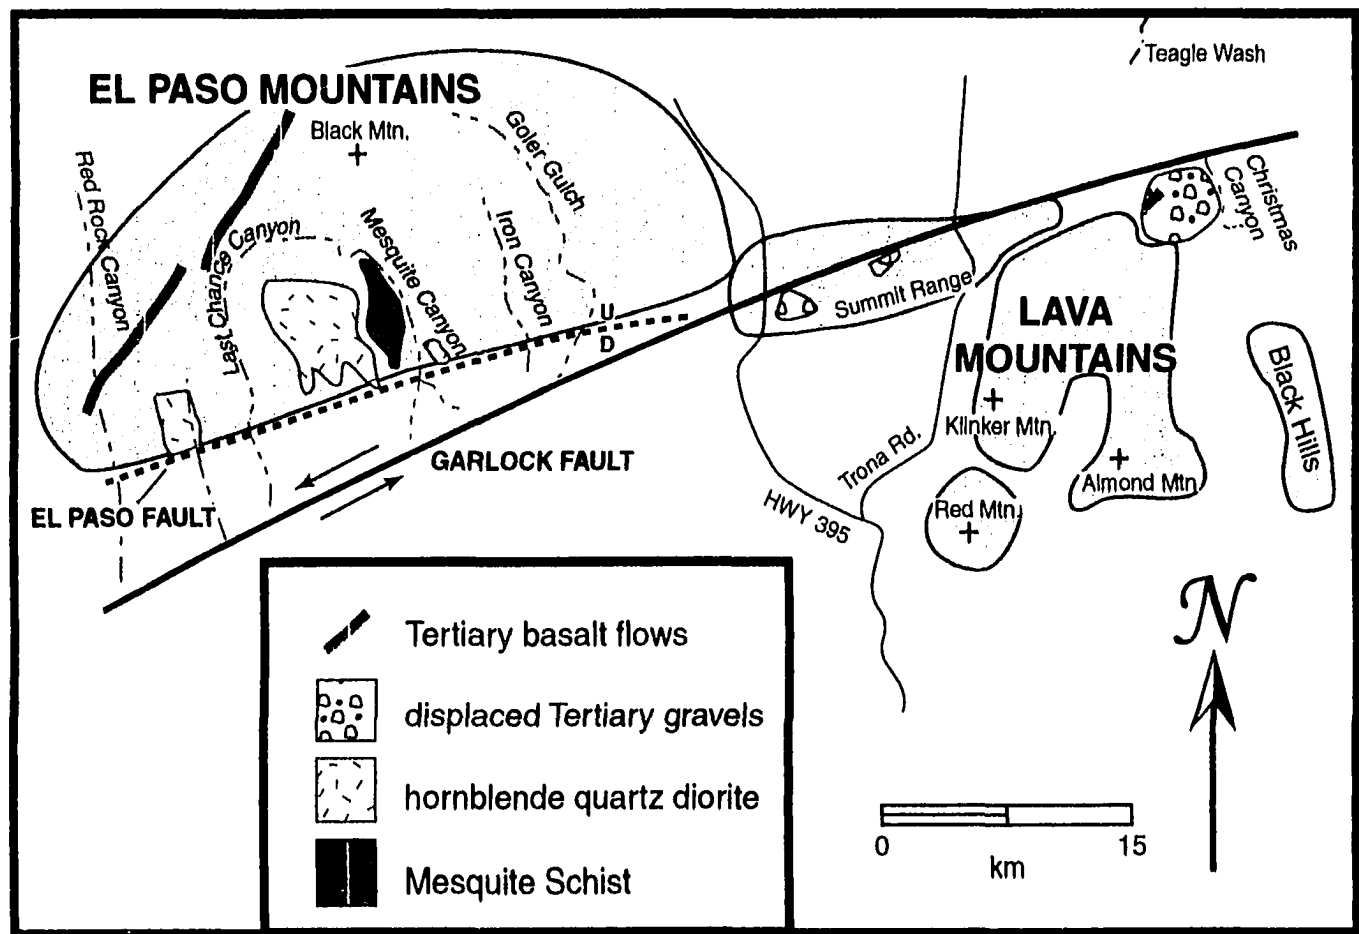 Teagle Wash
EL PASO MOUNTAINS
Black Mtn.
Goler Gulch
Red Rock Canyon
Last Chance Canyon
Mesquite Canyon
Iron Canyon
Christmas
Canyon
U
D
Summit Range
LAVA
MOUNTAINS
Black Hills
Klinker Mtn.
Trona Rd.
Almond Mtn.
GARLOCK FAULT
HWY 395
Red Mtn.
EL PASO FAULT
N
Tertiary basalt flows
displaced Tertiary gravels
hornblende quartz diorite
Mesquite Schist
0
15
km